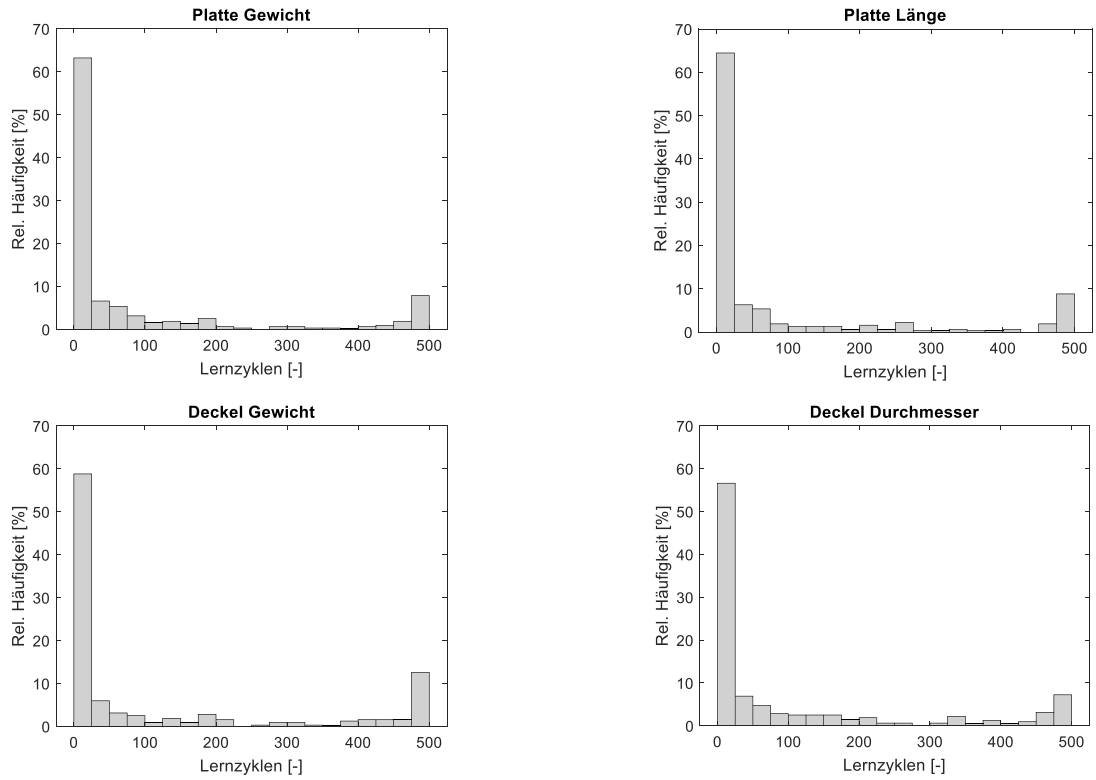 Platte Gewicht
Rel. Häufigkeit [%]
70
60
50
40
30
20
10
0
0 100 200 300 400 500
Lernzyklen [-]
Platte Länge
Rel. Häufigkeit [%]
70
60
50
40
30
20
10
0
0 100 200 300 400 500
Lernzyklen [-]
Deckel Gewicht
Rel. Häufigkeit [%]
70
60
50
40
30
20
10
0
0 100 200 300 400 500
Lernzyklen [-]
Deckel Durchmesser
Rel. Häufigkeit [%]
70
60
50
40
30
20
10
0
0 100 200 300 400 500
Lernzyklen [-]